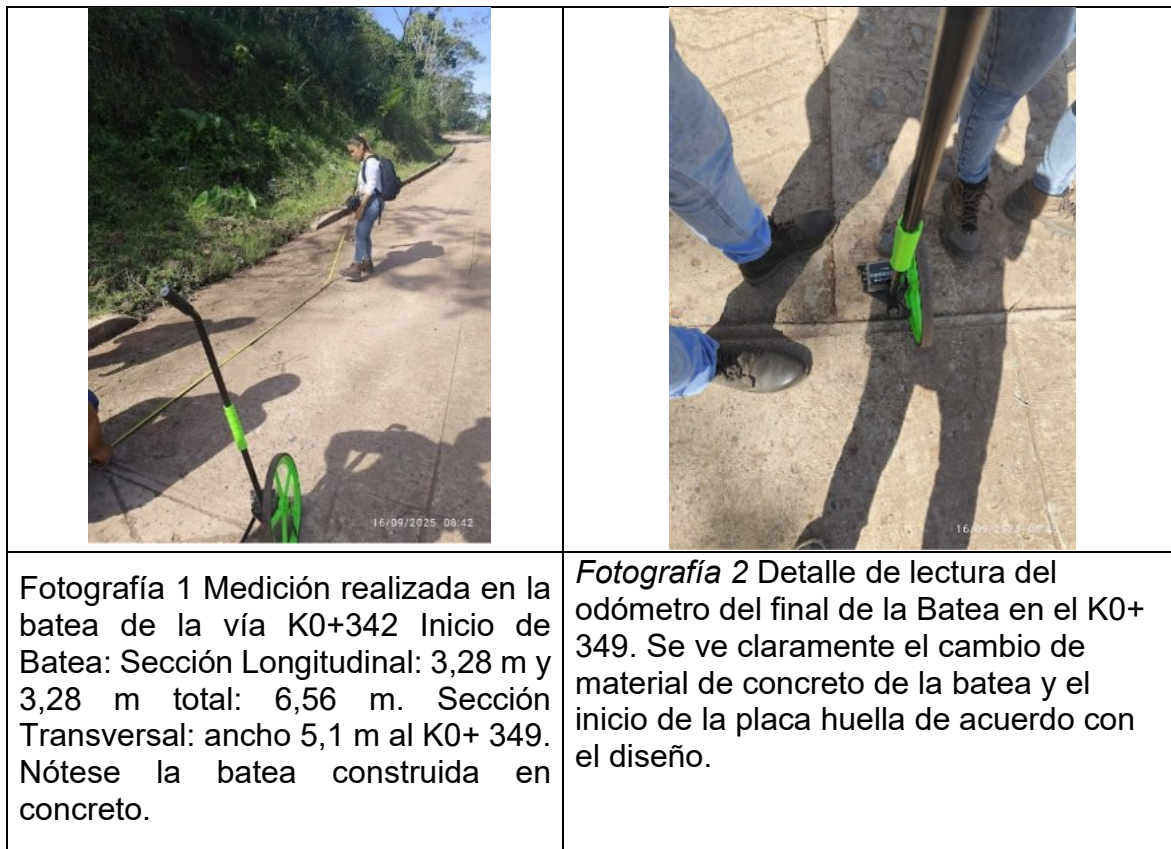 16/09/2025 08:42
Fotografía 1 Medición realizada en la
batea de la vía K0+342 Inicio de
Batea: Sección Longitudinal: 3,28 m y
3,28 m total: 6,56 m. Sección
Transversal: ancho 5,1 m al K0+ 349.
Nótese la batea construida en
concreto.
Fotografía 2 Detalle de lectura del
odómetro del final de la Batea en el K0+
349. Se ve claramente el cambio de
material de concreto de la batea y el
inicio de la placa huella de acuerdo con
el diseño.